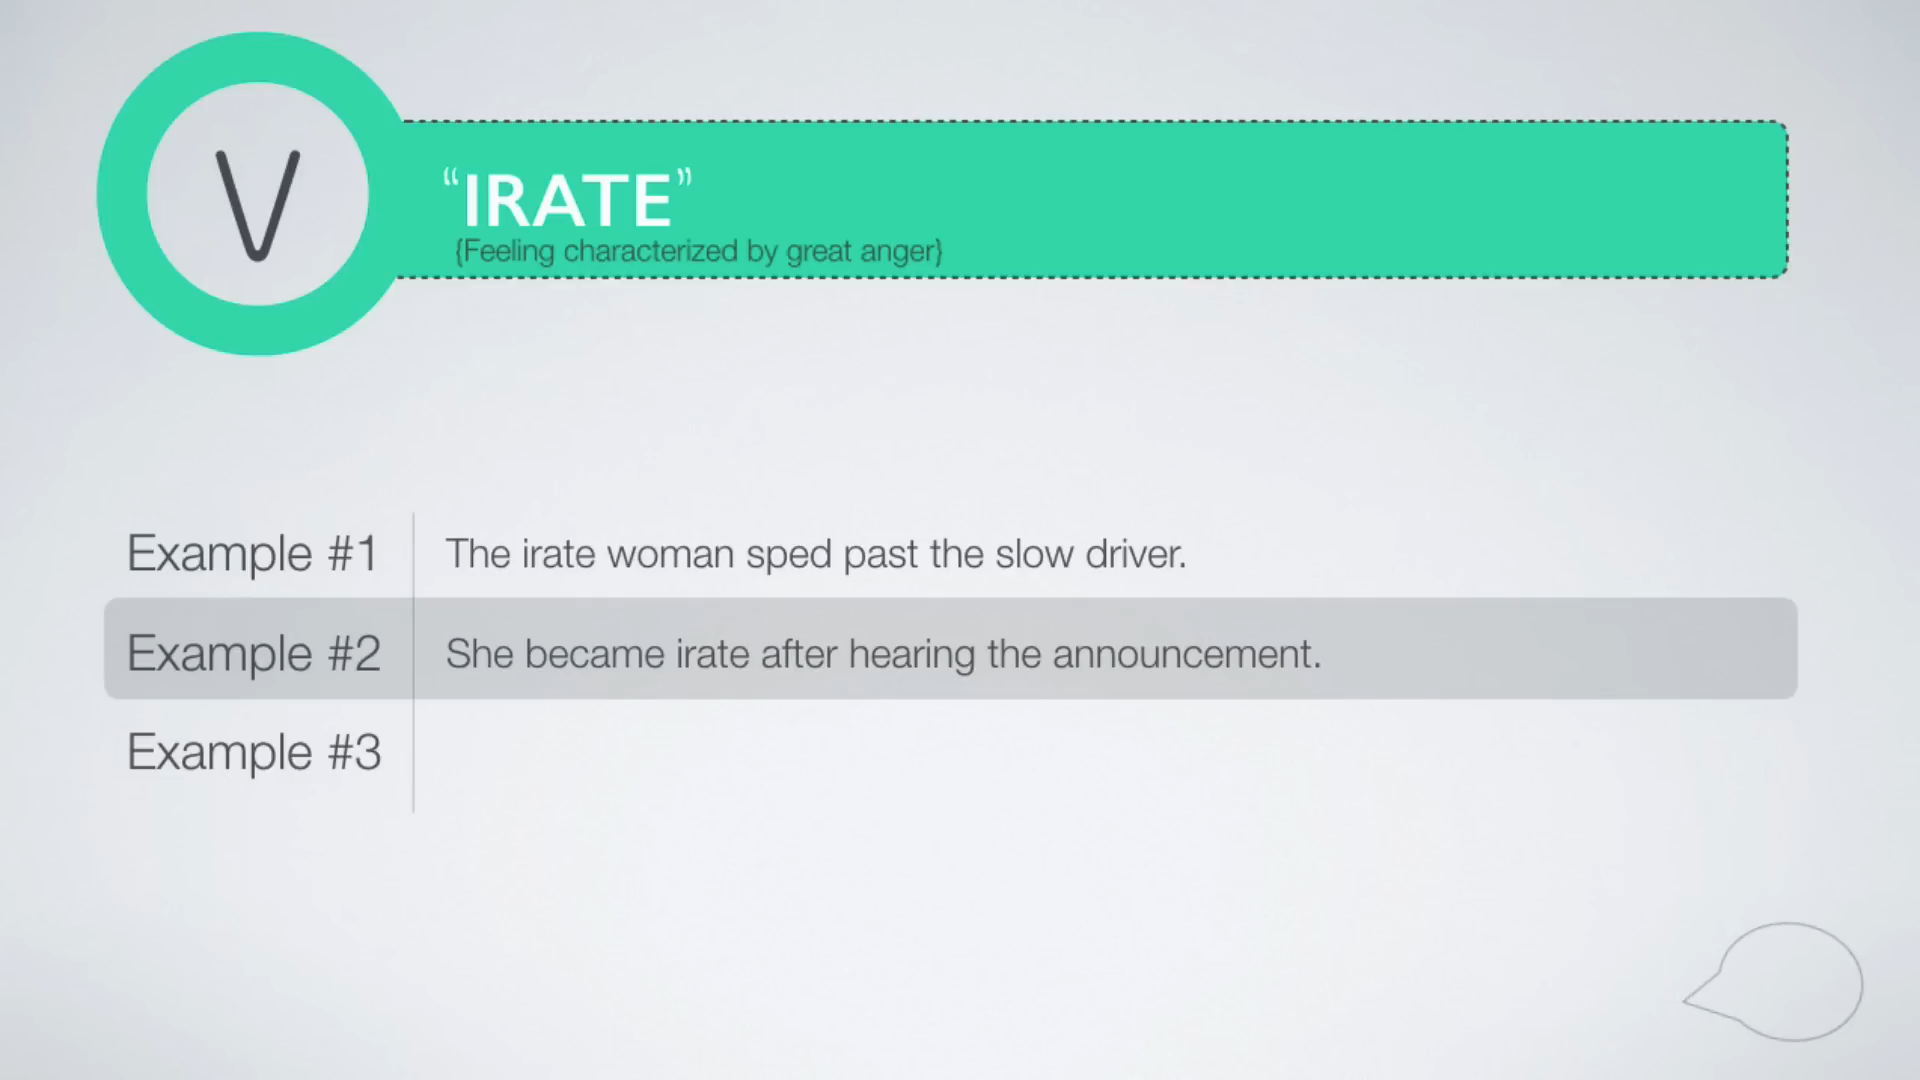 V
“IRATE”
{Feeling characterized by great anger}
Example #1 The irate woman sped past the slow driver.
Example #2 She became irate after hearing the announcement.
Example #3